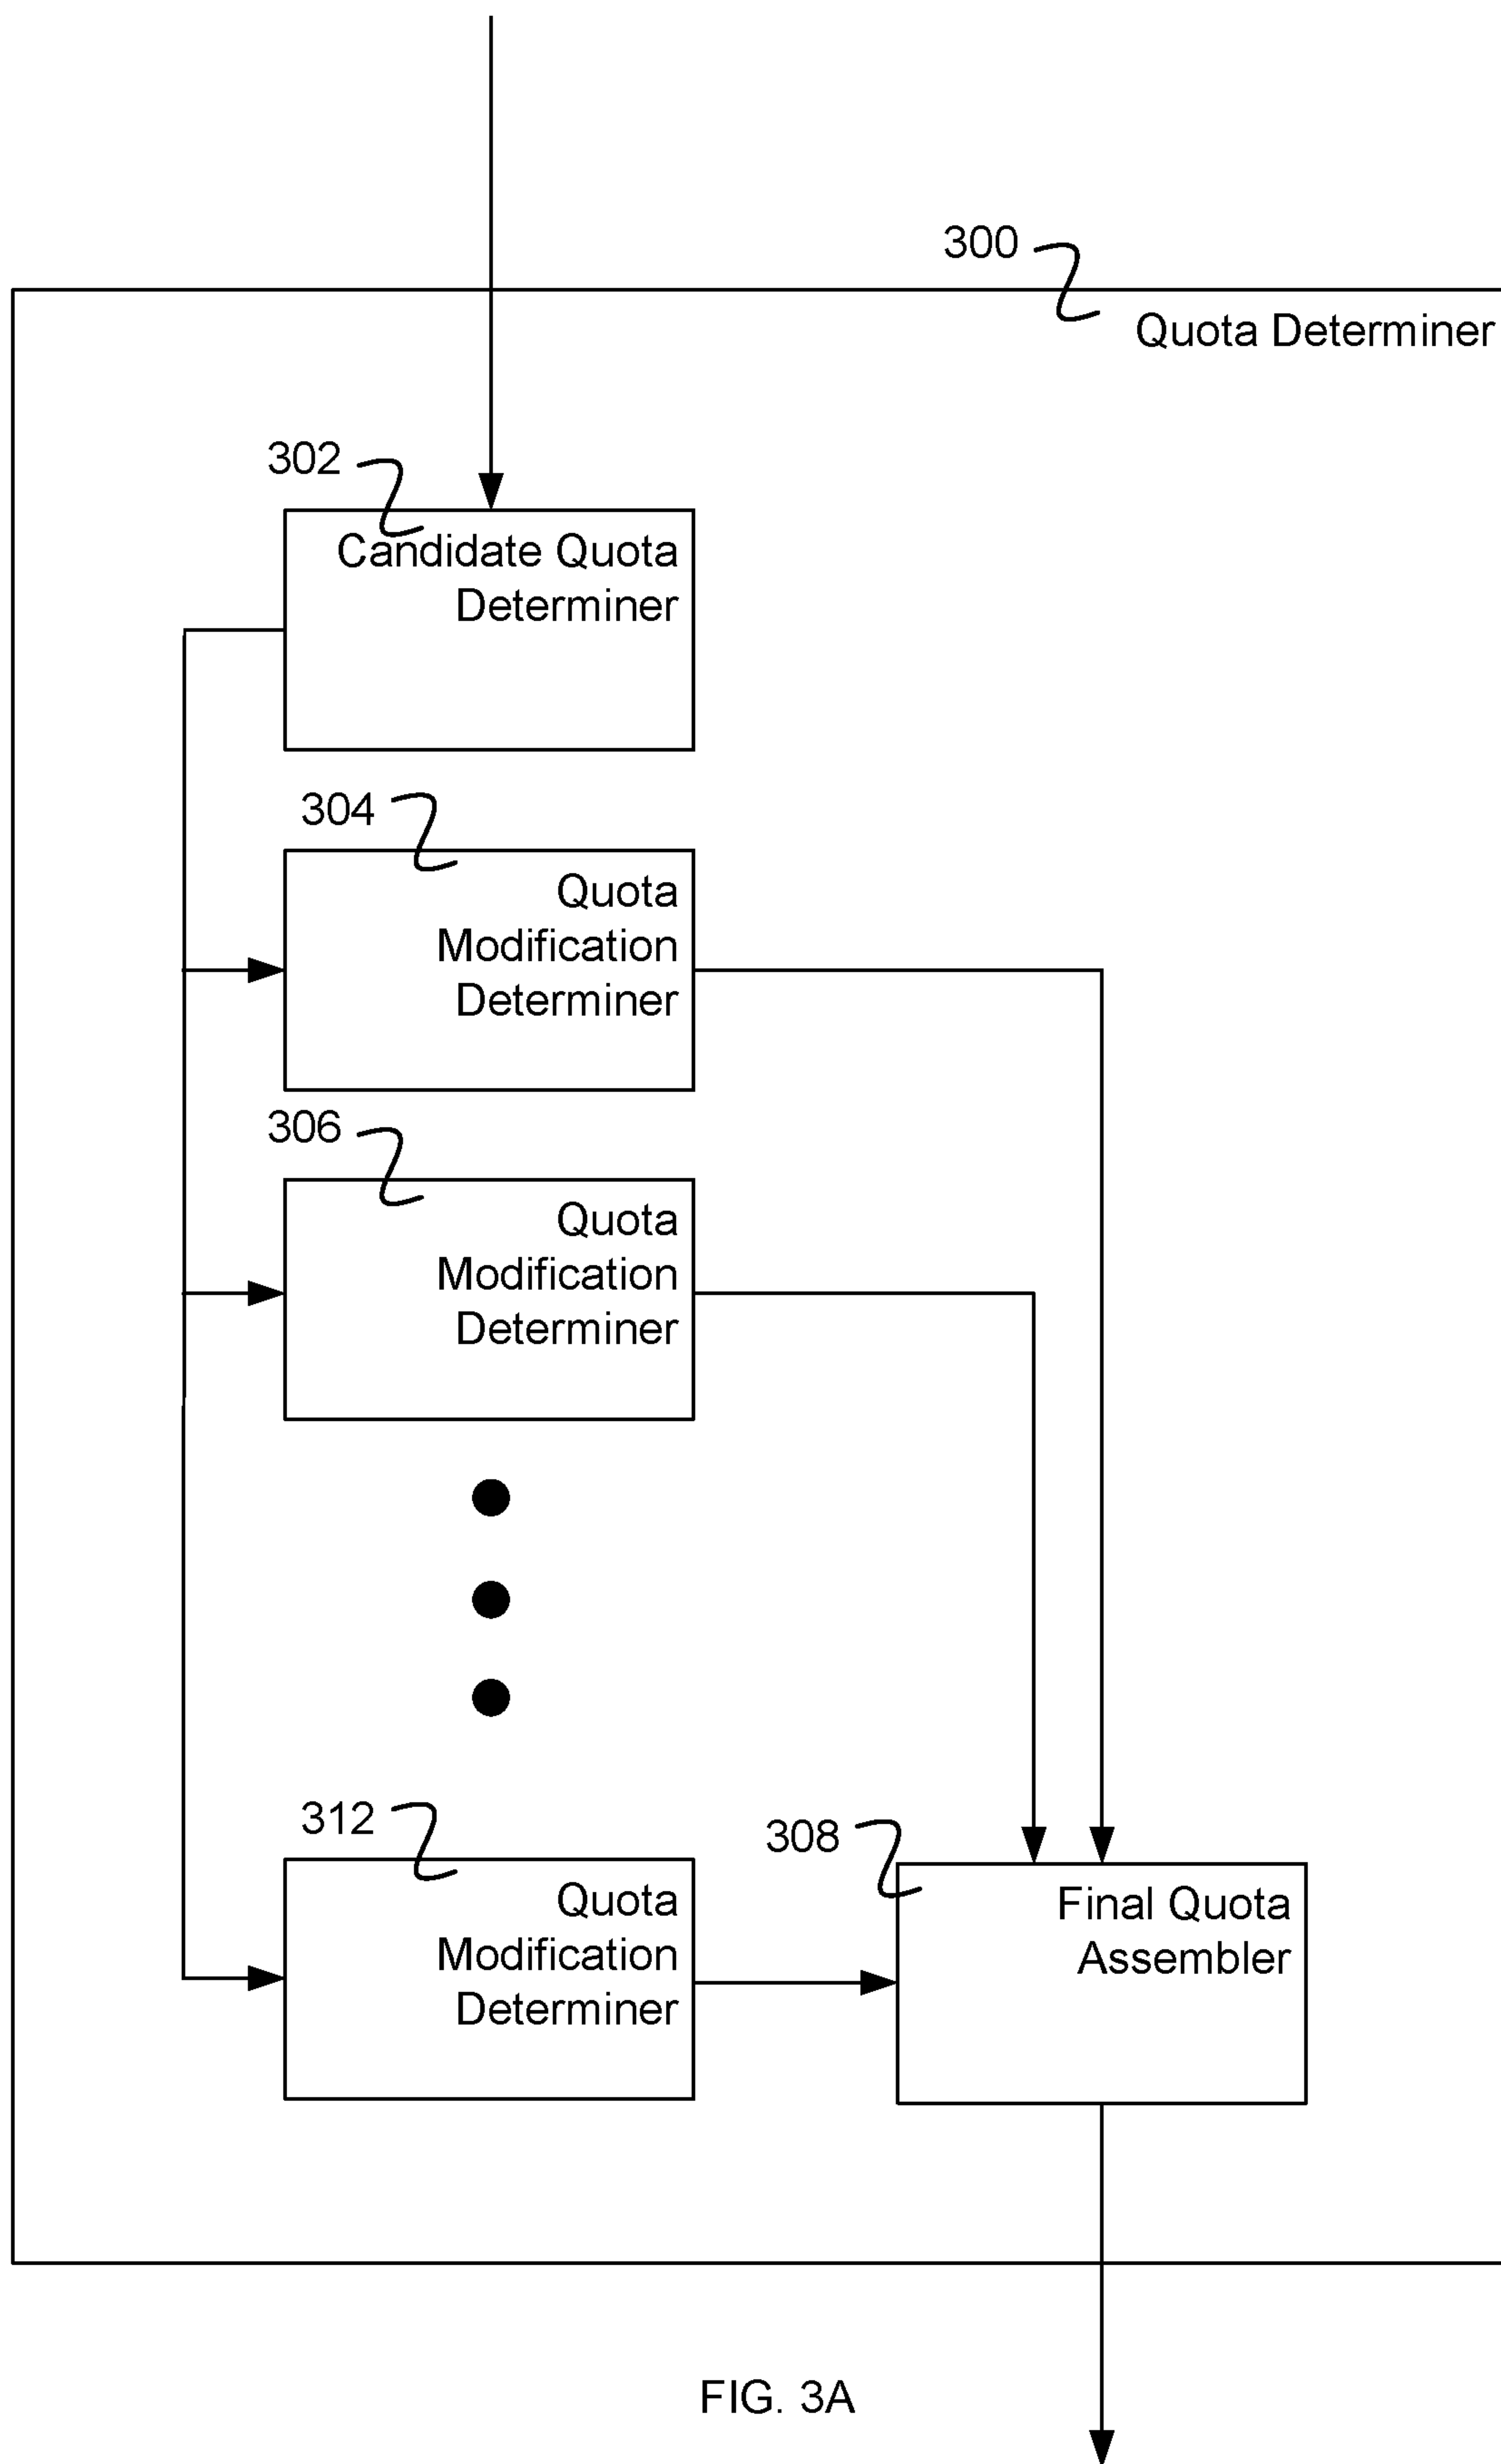 300
Quota Determiner
302
Candidate Quota
Determiner
304
Quota
Modification
Determiner
306
Quota
Modification
Determiner
312
Quota
Modification
Determiner
308
Final Quota
Assembler
FIG. 3A